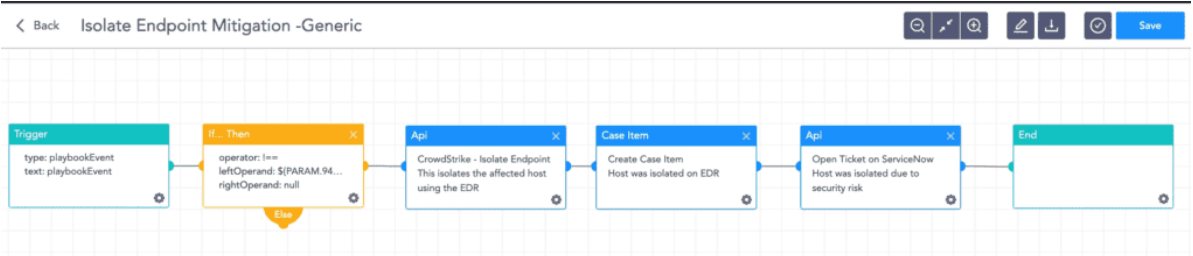 Back
Isolate Endpoint Mitigation -Generic
Save
Trigger
type: playbookEvent
text: playbookEvent
If... Then
operator: !==
leftOperand: ${PARAM.94...
rightOperand: null
Else
Api
CrowdStrike - Isolate Endpoint
This isolates the affected host
using the EDR
Case Item
Create Case Item
Host was isolated on EDR
Api
Open Ticket on ServiceNow
Host was isolated due to
security risk
End